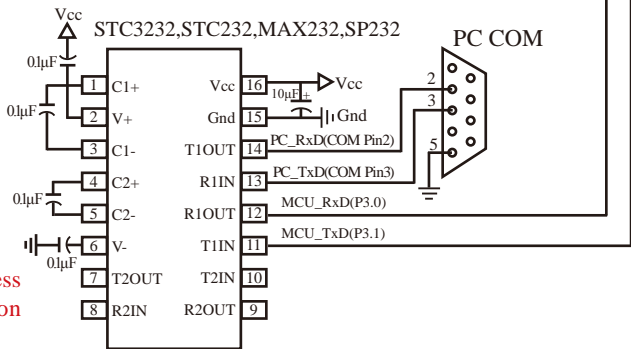 Vcc
STC3232,STC232,MAX232,SP232
PC COM
0.1µF
0.1µF
1 C1+
Vcc 16
Vcc
10µF +
2 V+
Gnd 15
Gnd
3 C1-
T1OUT 14
PC_RxD(COM Pin2)
2
3
5
4 C2+
R1IN 13
PC_TxD(COM Pin3)
0.1µF
5 C2-
R1OUT 12
MCU_RxD(P3.0)
6 V-
T1IN 11
MCU_TxD(P3.1)
0.1µF
7 T2OUT
T2IN 10
8 R2IN
R2OUT 9
ess
on